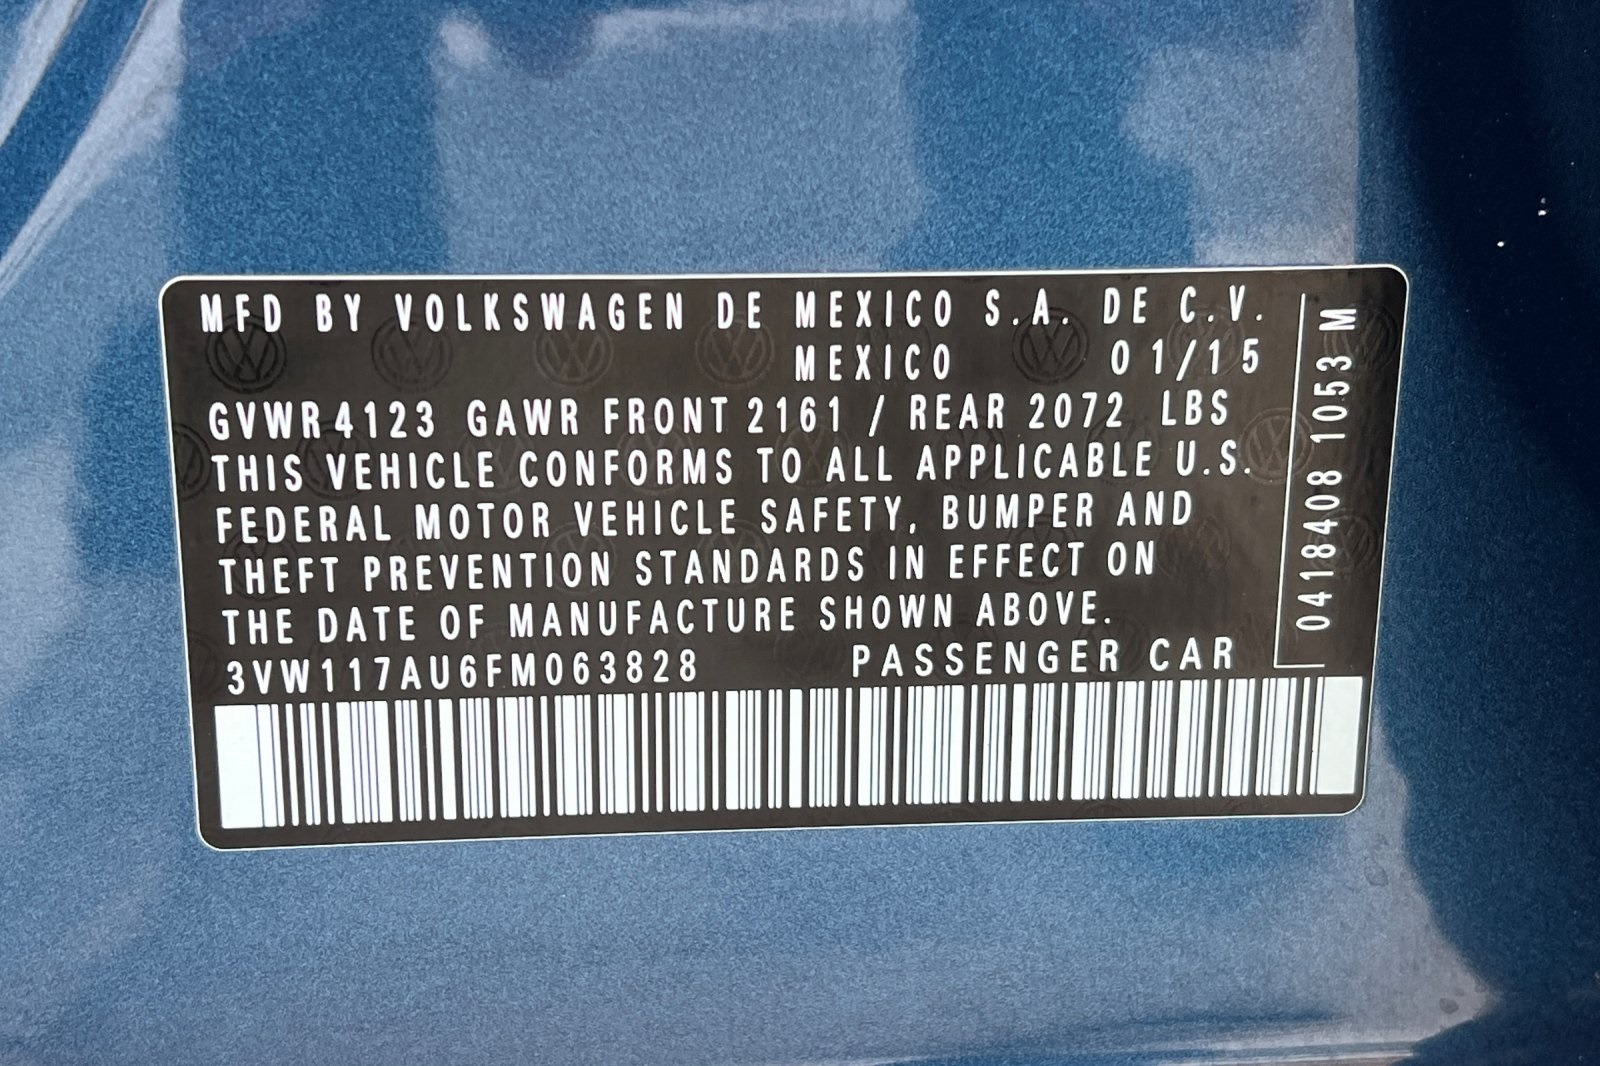 MFD BY VOLKSWAGEN DE MEXICO S.A. DE C.V.
MEXICO 01/15
GVWR 4123 GAWR FRONT 2161 / REAR 2072 LBS
THIS VEHICLE CONFORMS TO ALL APPLICABLE U.S.
FEDERAL MOTOR VEHICLE SAFETY, BUMPER AND
THEFT PREVENTION STANDARDS IN EFFECT ON
THE DATE OF MANUFACTURE SHOWN ABOVE.
3VW117AU6FM063828 PASSENGER CAR
0418408 1053 M